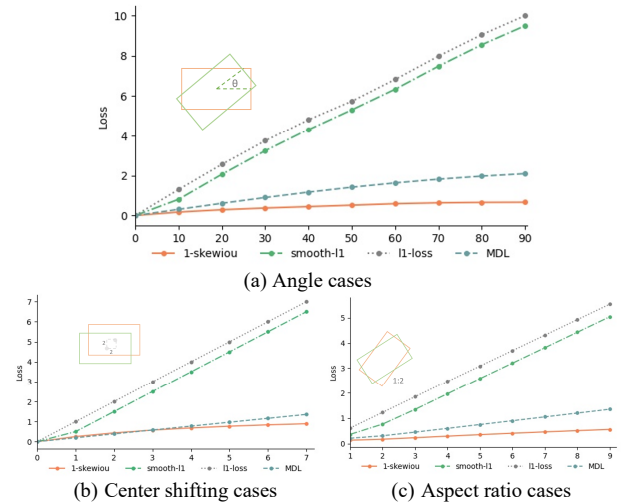 10
8
6
4
2
0
Loss
θ
0 10 20 30 40 50 60 70 80 90
1-skewiou smooth-l1 l1-loss MDL
(a) Angle cases
7
6
5
4
3
2
1
0
Loss
2
2
0 1 2 3 4 5 6 7
1-skewiou smooth-l1 l1-loss MDL
(b) Center shifting cases
5
4
3
2
1
0
Loss
1:2
1 2 3 4 5 6 7 8 9
1-skewiou smooth-l1 l1-loss MDL
(c) Aspect ratio cases